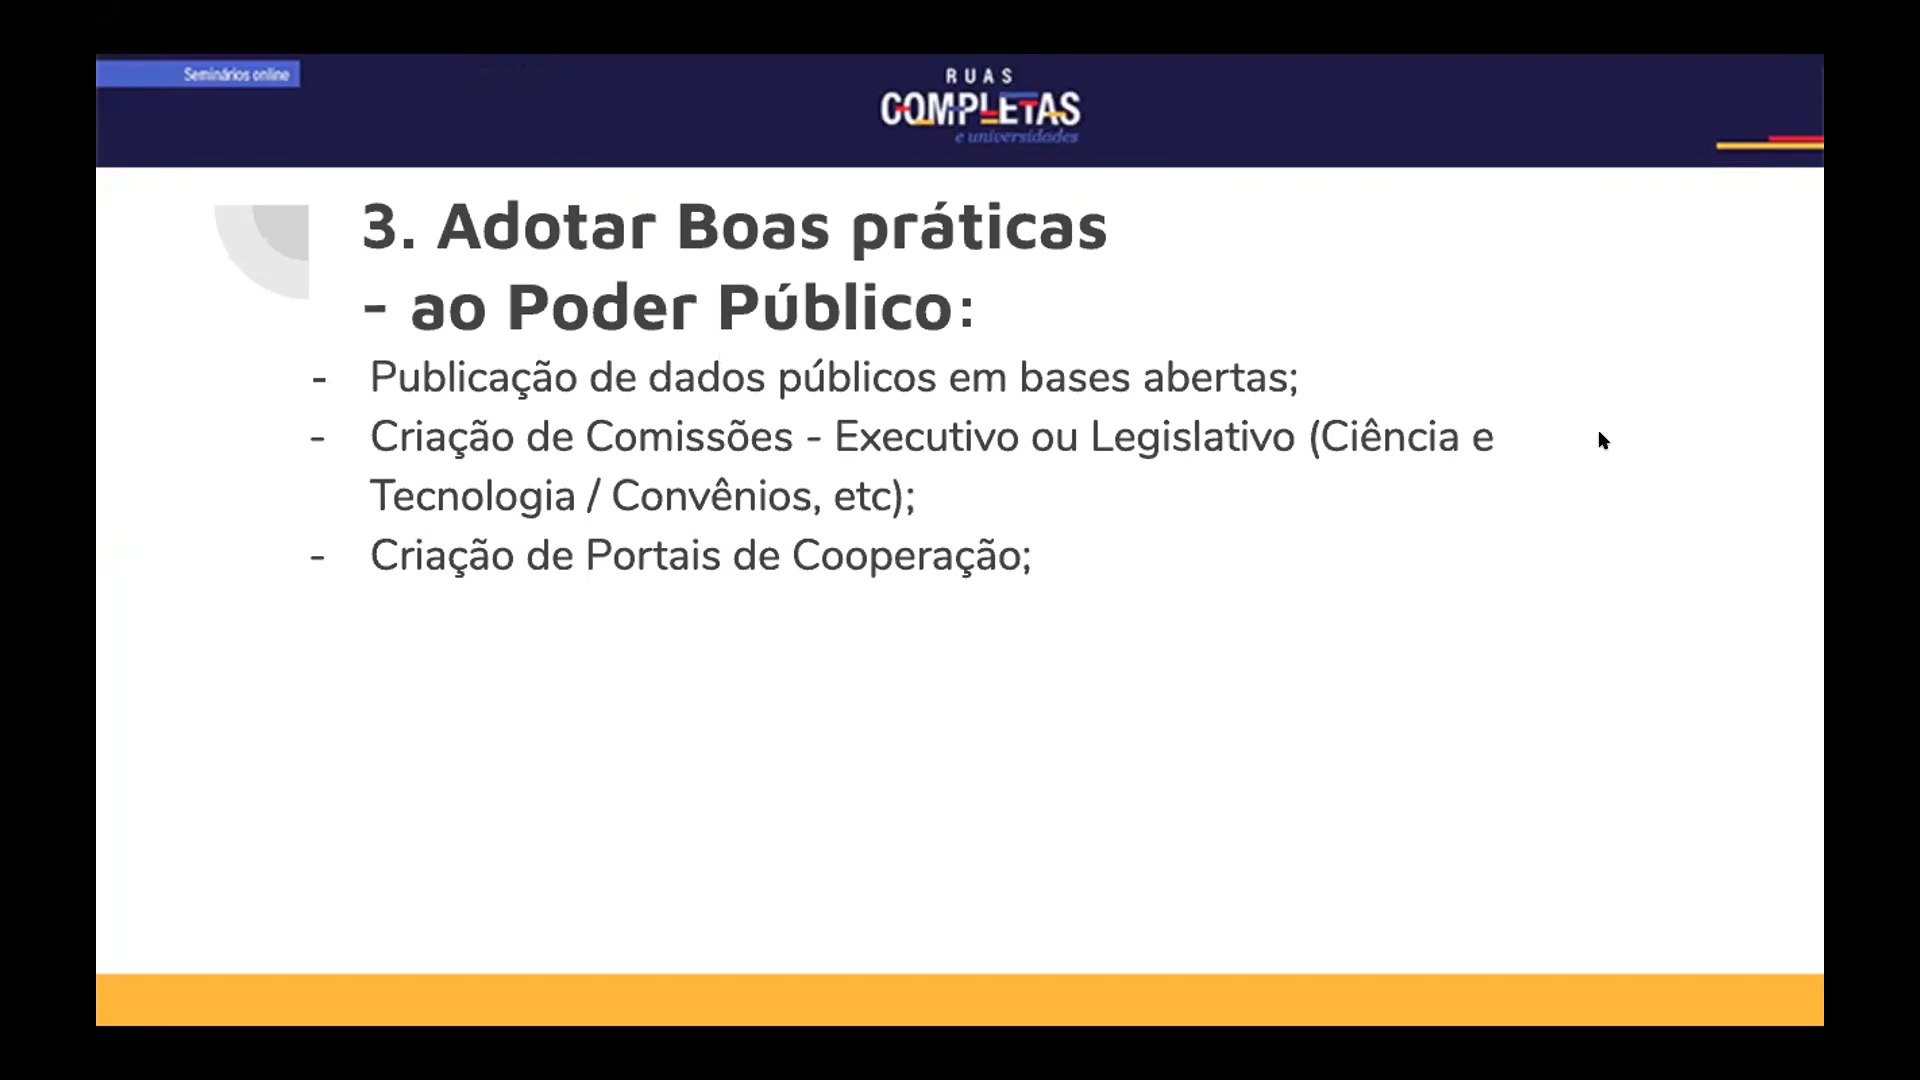 Seminários online
RUAS
COMPLETAS
e universidades
3. Adotar Boas práticas
- ao Poder Público:
- Publicação de dados públicos em bases abertas;
- Criação de Comissões - Executivo ou Legislativo (Ciência e
Tecnologia / Convênios, etc);
- Criação de Portais de Cooperação;